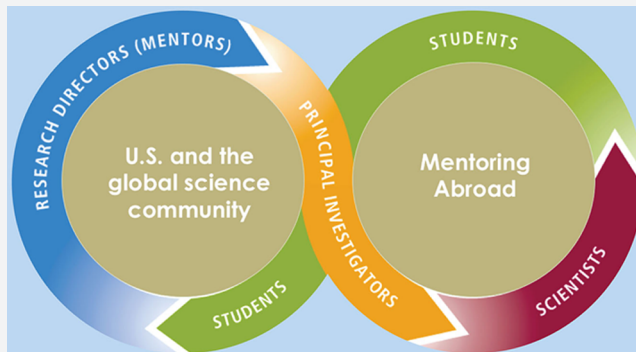 RESEARCH DIRECTORS (MENTORS)
U.S. and the
global science
community
STUDENTS
PRINCIPAL INVESTIGATORS
STUDENTS
Mentoring
Abroad
SCIENTISTS